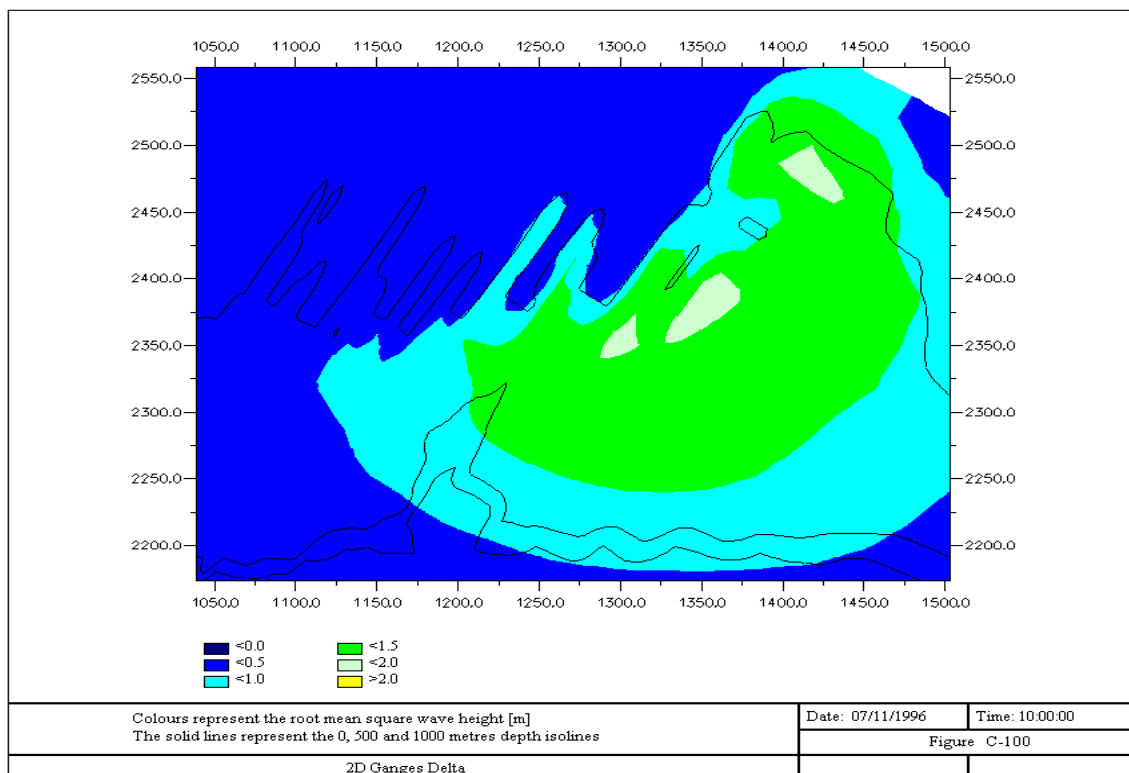 1050.0 1100.0 1150.0 1200.0 1250.0 1300.0 1350.0 1400.0 1450.0 1500.0
2550.0 2550.0
2500.0 2500.0
2450.0 2450.0
2400.0 2400.0
2350.0 2350.0
2300.0 2300.0
2250.0 2250.0
2200.0 2200.0
1050.0 1100.0 1150.0 1200.0 1250.0 1300.0 1350.0 1400.0 1450.0 1500.0
<0.0 <1.5
<0.5 <2.0
<1.0 >2.0
Colours represent the root mean square wave height [m]
The solid lines represent the 0, 500 and 1000 metres depth isolines
Date: 07/11/1996 Time: 10:00:00
Figure C-100
2D Ganges Delta